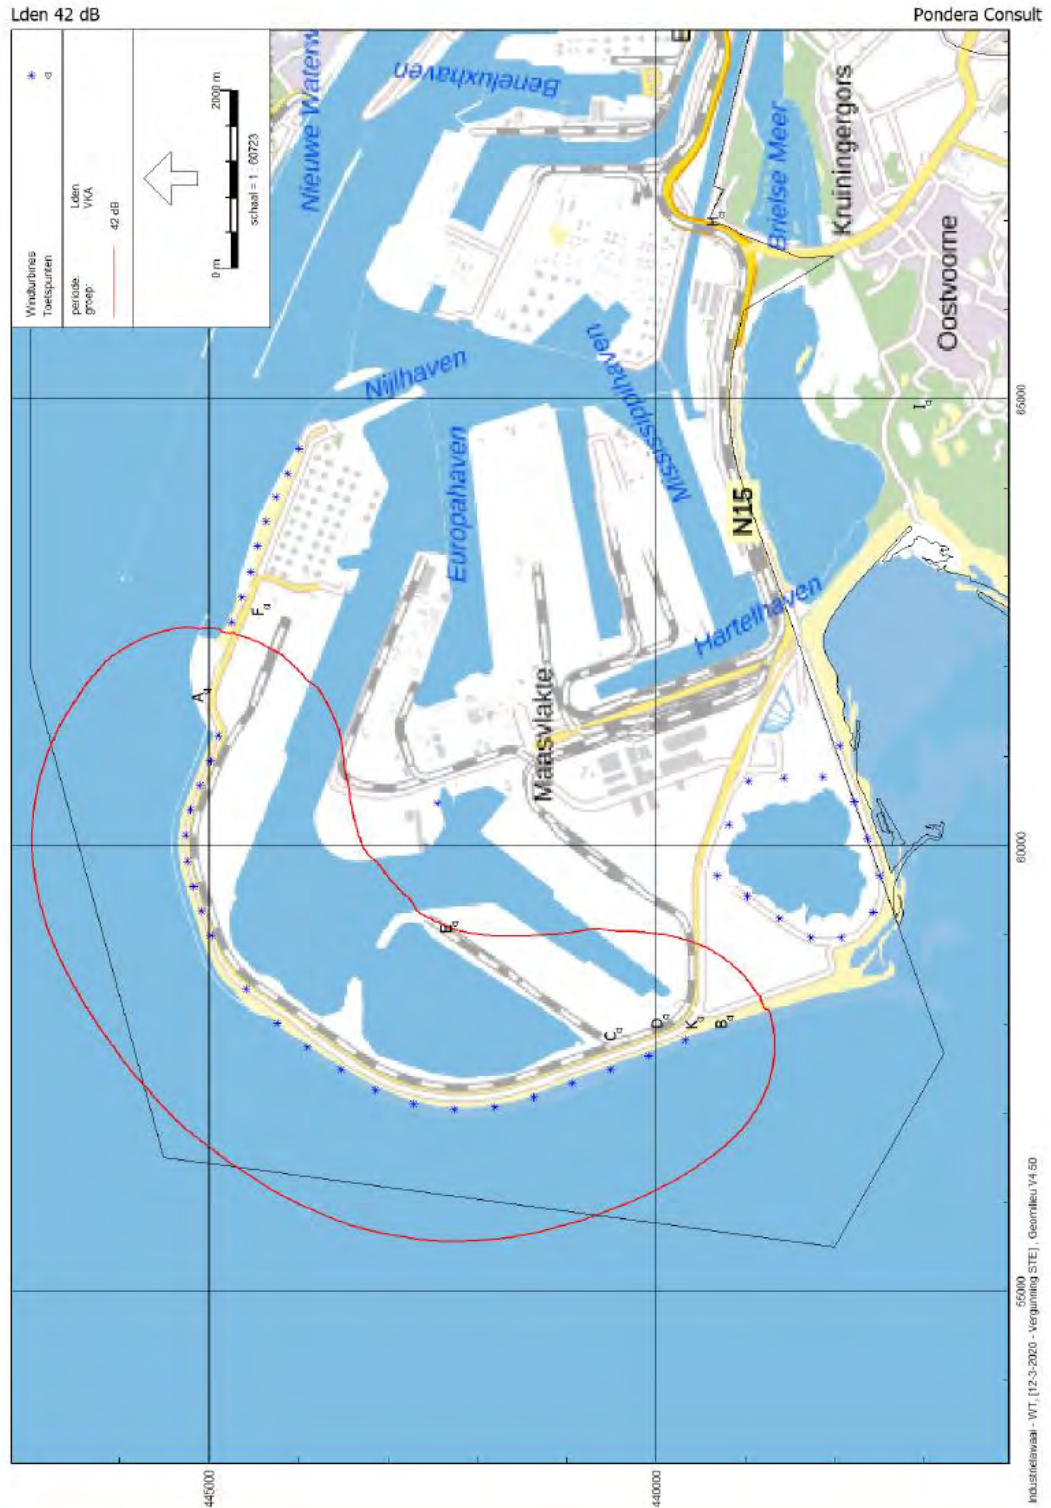 Lden 42 dB
Pondera Consult
Windturbines
Toetspunten
periode: Lden
groep: VKA
42 dB
0 m 2000 m
schaal = 1 : 60723
Nieuwe Waterw
Beneluxhaven
Brielse Meer
Kruiningergors
Oostvoorne
Nijlhaven
Europahaven
Mississippihaven
N15
Hartelhaven
Maasvlakte
A
F
E
C
D
K
B
H
I
65000
60000
55000
445000
440000
Industrielawaai - WT, [12-3-2020 - Vergunning STE] , Geomilieu V4.50